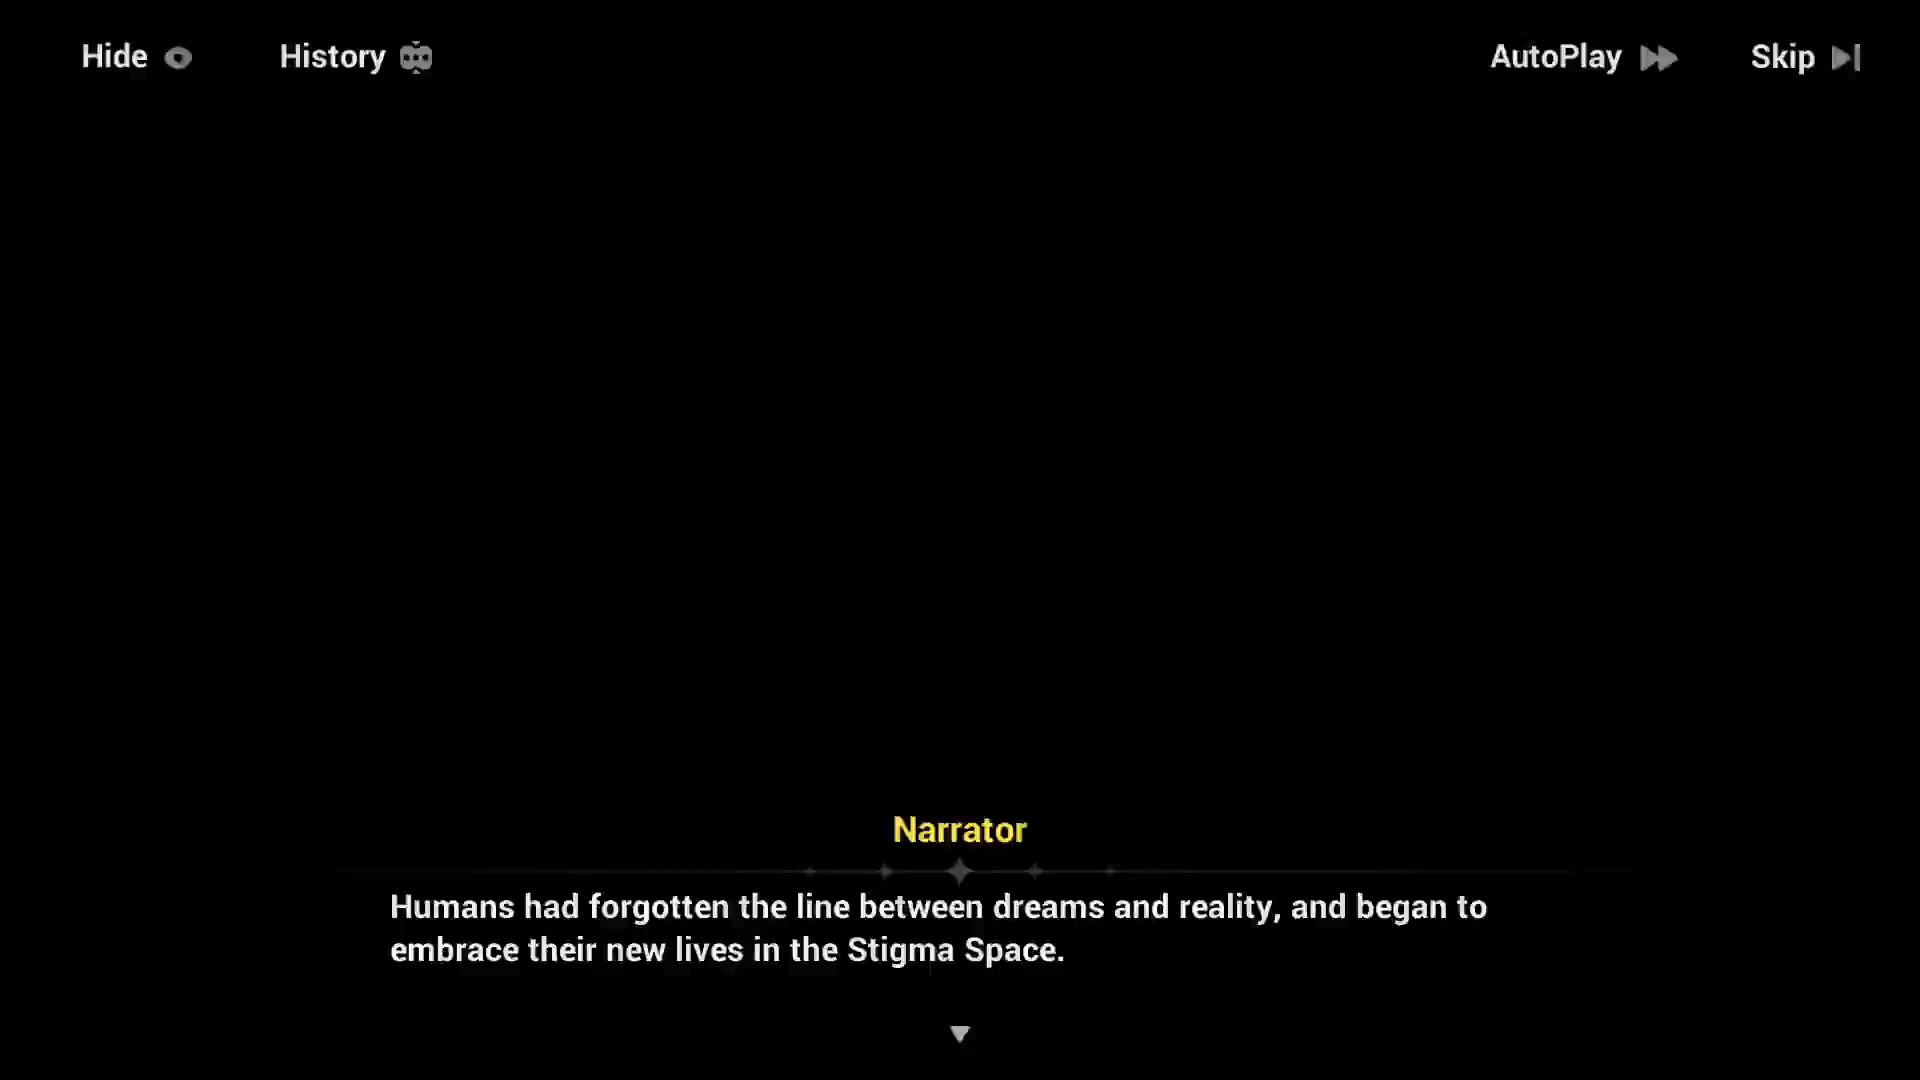 Hide
History
AutoPlay
Skip
Narrator
Humans had forgotten the line between dreams and reality, and began to
embrace their new lives in the Stigma Space.